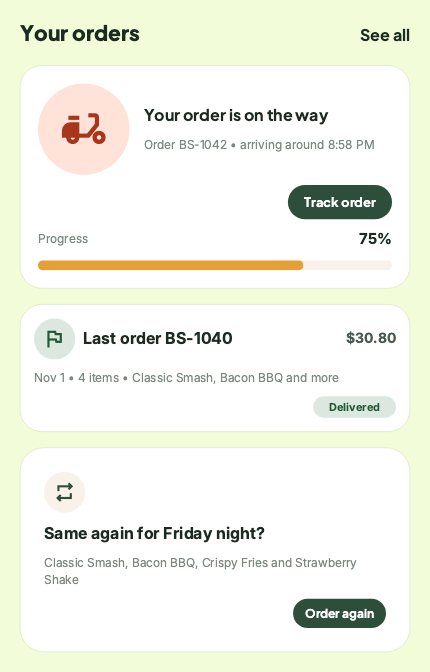 Your orders
See all
Your order is on the way
Order BS-1042 • arriving around 8:58 PM
Track order
Progress
75%
Last order BS-1040
$30.80
Nov 1 • 4 items • Classic Smash, Bacon BBQ and more
Delivered
Same again for Friday night?
Classic Smash, Bacon BBQ, Crispy Fries and Strawberry
Shake
Order again